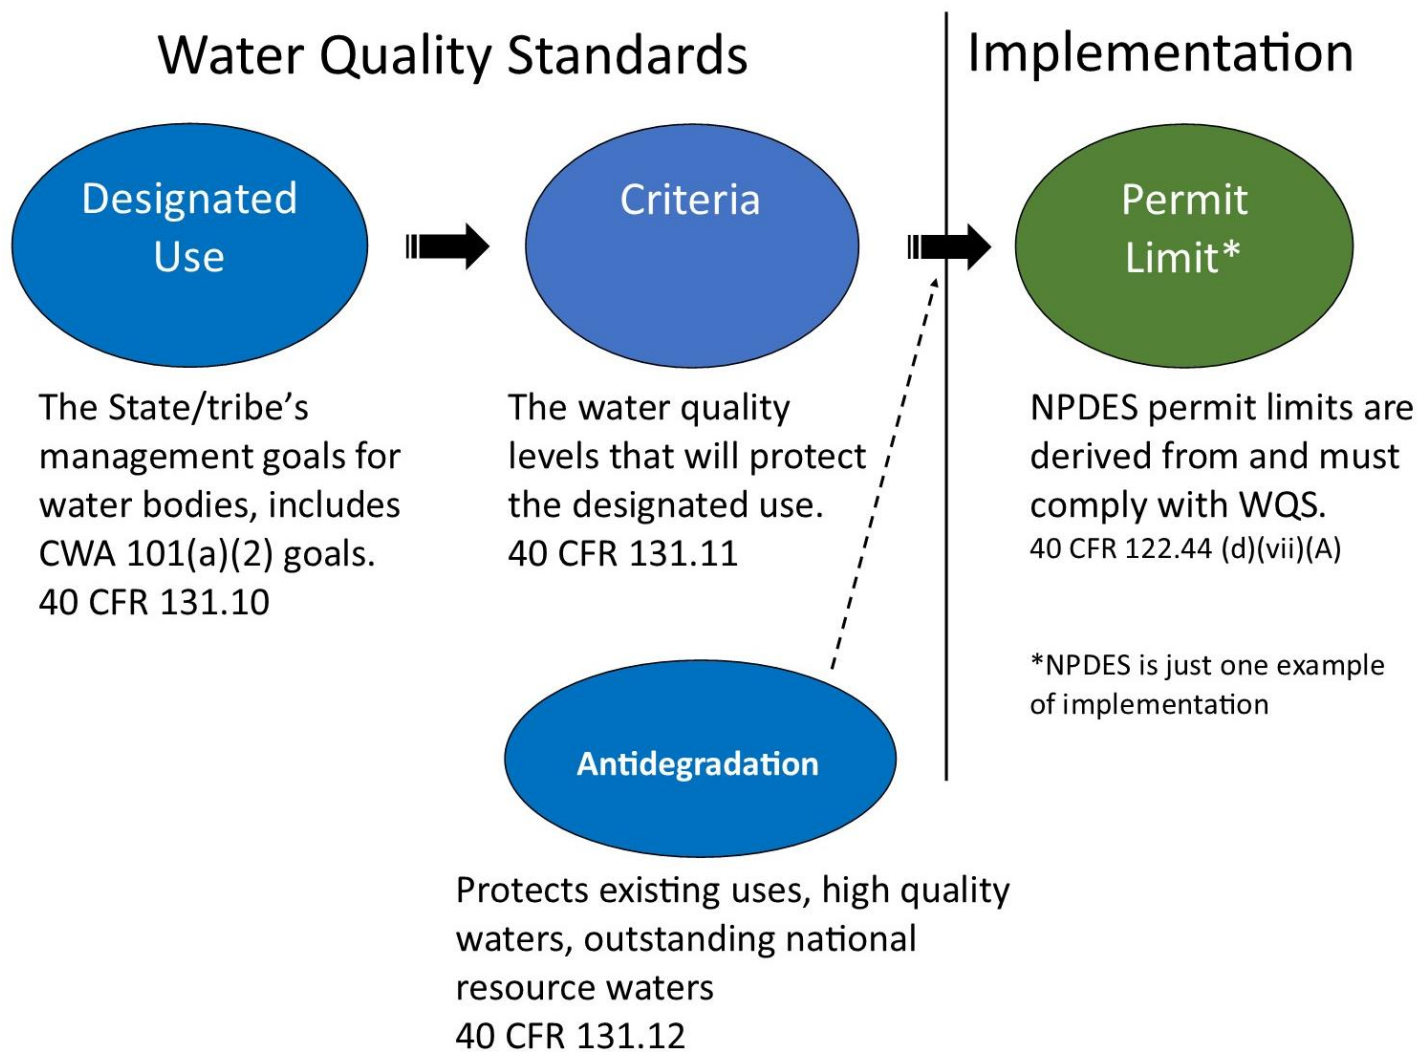 Water Quality Standards
Implementation
Designated
Use
Criteria
Permit
Limit*
The State/tribe’s
management goals for
water bodies, includes
CWA 101(a)(2) goals.
40 CFR 131.10
The water quality
levels that will protect
the designated use.
40 CFR 131.11
NPDES permit limits are
derived from and must
comply with WQS.
40 CFR 122.44 (d)(vii)(A)
*NPDES is just one example
of implementation
Antidegradation
Protects existing uses, high quality
waters, outstanding national
resource waters
40 CFR 131.12